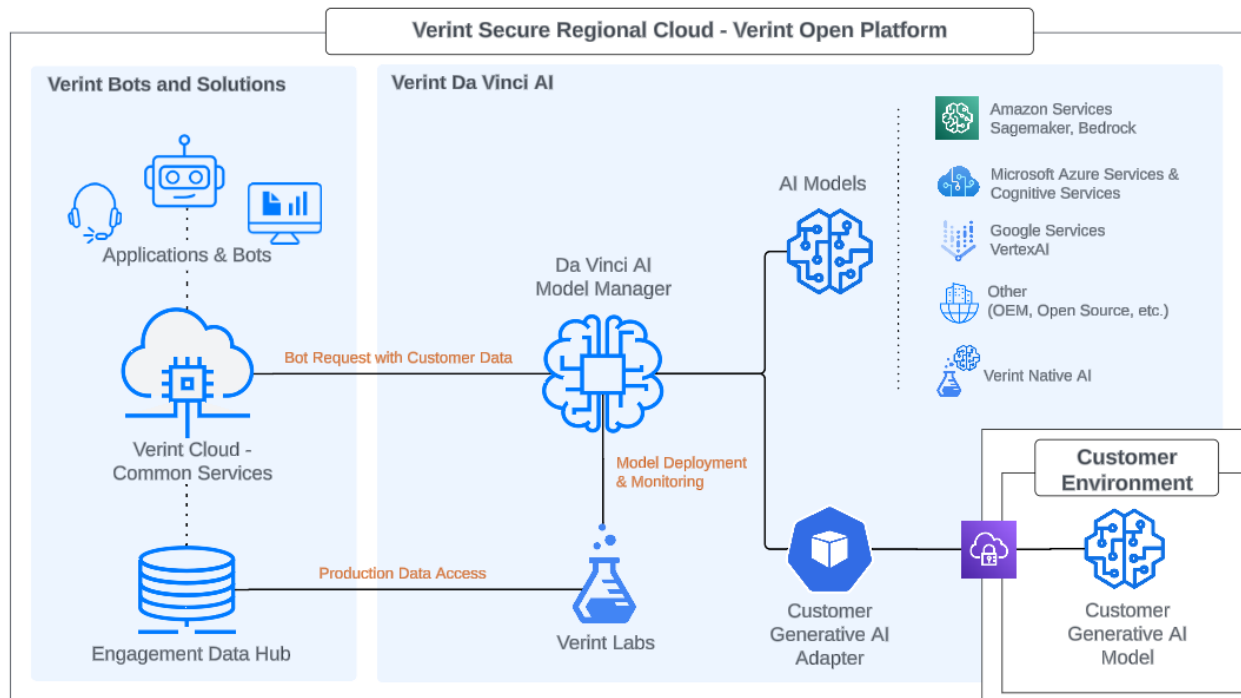 Verint Secure Regional Cloud - Verint Open Platform
Verint Bots and Solutions
Applications & Bots
Verint Cloud -
Common Services
Engagement Data Hub
Bot Request with Customer Data
Production Data Access
Verint Da Vinci AI
Da Vinci AI
Model Manager
Model Deployment
& Monitoring
Verint Labs
AI Models
Customer
Generative AI
Adapter
Amazon Services
Sagemaker, Bedrock
Microsoft Azure Services &
Cognitive Services
Google Services
VertexAI
Other
(OEM, Open Source, etc.)
Verint Native AI
Customer
Environment
Customer
Generative AI
Model